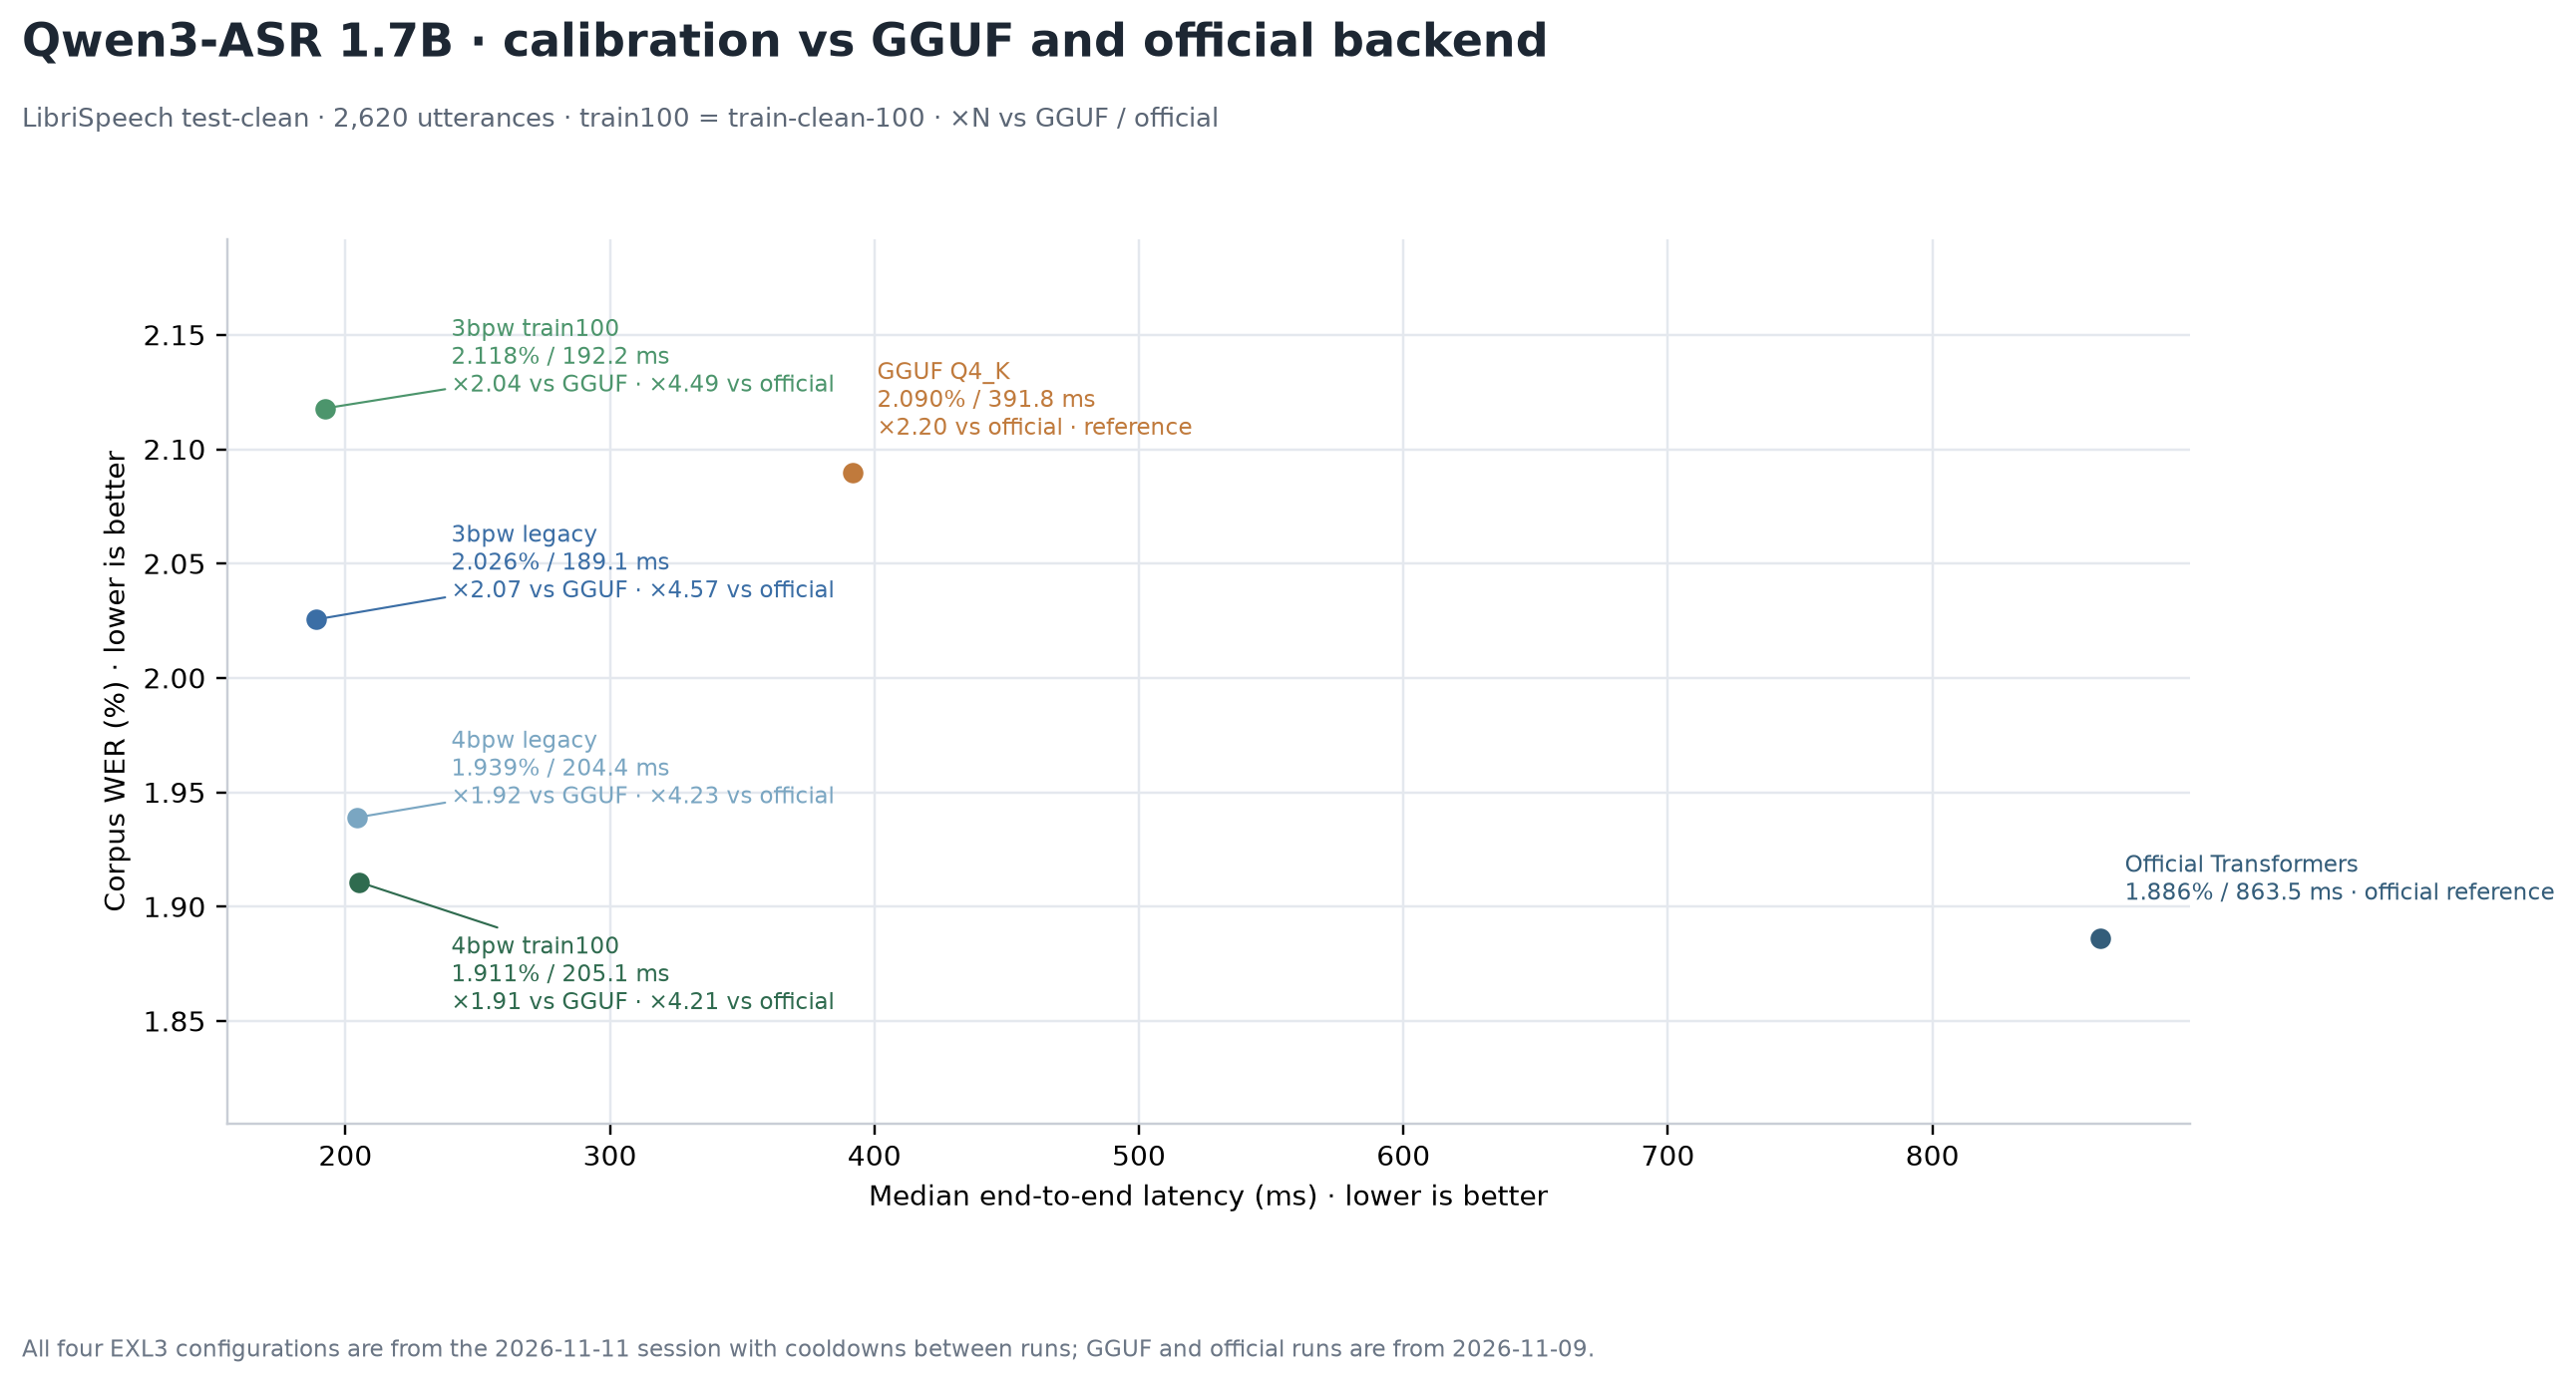 Qwen3-ASR 1.7B · calibration vs GGUF and official backend
LibriSpeech test-clean · 2,620 utterances · train100 = train-clean-100 · ×N vs GGUF / official
Corpus WER (%) · lower is better
2.15
2.10
2.05
2.00
1.95
1.90
1.85
3bpw train100
2.118% / 192.2 ms
×2.04 vs GGUF · ×4.49 vs official
GGUF Q4_K
2.090% / 391.8 ms
×2.20 vs official · reference
3bpw legacy
2.026% / 189.1 ms
×2.07 vs GGUF · ×4.57 vs official
4bpw legacy
1.939% / 204.4 ms
×1.92 vs GGUF · ×4.23 vs official
Official Transformers
1.886% / 863.5 ms · official reference
4bpw train100
1.911% / 205.1 ms
×1.91 vs GGUF · ×4.21 vs official
200 300 400 500 600 700 800
Median end-to-end latency (ms) · lower is better
All four EXL3 configurations are from the 2026-11-11 session with cooldowns between runs; GGUF and official runs are from 2026-11-09.